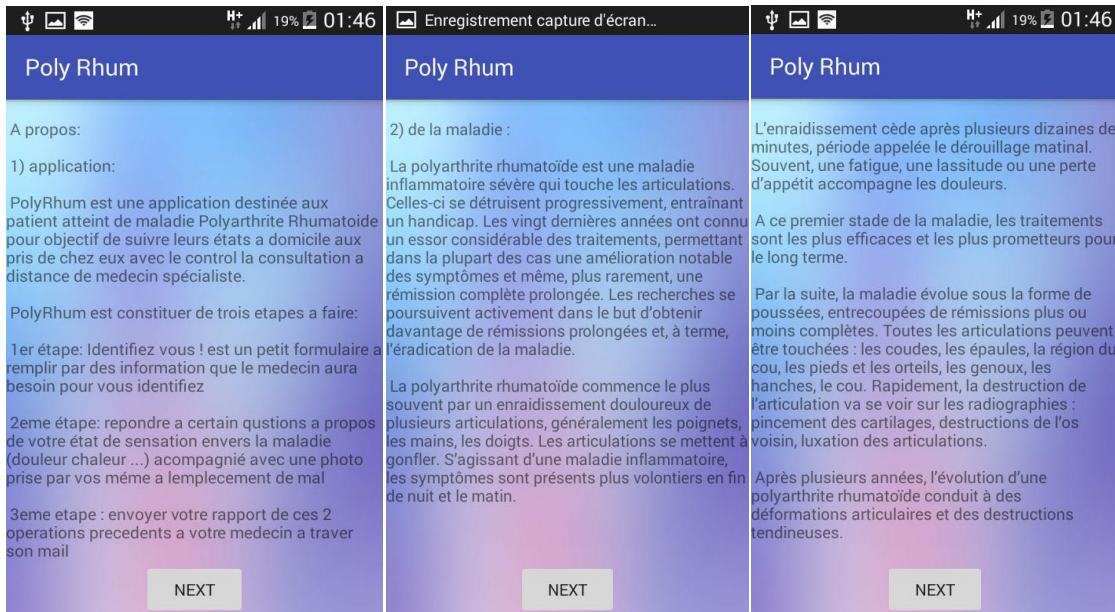 H+ 19% 01:46
Poly Rhum
A propos:
1) application:
PolyRhum est une application destinée aux
patient atteint de maladie Polyarthrite Rhumatoide
pour objectif de suivre leurs états a domicile aux
pris de chez eux avec le control la consultation a
distance de medecin spécialiste.
PolyRhum est constituer de trois etapes a faire:
1er étape: Identifiez vous ! est un petit formulaire a
remplir par des information que le medecin aura
besoin pour vous identifiez
2eme étape: repondre a certain qustions a propos
de votre état de sensation envers la maladie
(douleur chaleur ...) acompagnié avec une photo
prise par vos méme a lemplecement de mal
3eme etape : envoyer votre rapport de ces 2
operations precedents a votre medecin a traver
son mail
NEXT
Enregistrement capture d'écran...
Poly Rhum
2) de la maladie :
La polyarthrite rhumatoïde est une maladie
inflammatoire sévère qui touche les articulations.
Celles-ci se détruisent progressivement, entraînant
un handicap. Les vingt dernières années ont connu
un essor considérable des traitements, permettant
dans la plupart des cas une amélioration notable
des symptômes et même, plus rarement, une
rémission complète prolongée. Les recherches se
poursuivent activement dans le but d'obtenir
davantage de rémissions prolongées et, à terme,
l'éradication de la maladie.
La polyarthrite rhumatoïde commence le plus
souvent par un enraidissement douloureux de
plusieurs articulations, généralement les poignets,
les mains, les doigts. Les articulations se mettent à
gonfler. S'agissant d'une maladie inflammatoire,
les symptômes sont présents plus volontiers en fin
de nuit et le matin.
NEXT
H+ 19% 01:46
Poly Rhum
L'enraidissement cède après plusieurs dizaines de
minutes, période appelée le dérouillage matinal.
Souvent, une fatigue, une lassitude ou une perte
d'appétit accompagne les douleurs.
A ce premier stade de la maladie, les traitements
sont les plus efficaces et les plus prometteurs pour
le long terme.
Par la suite, la maladie évolue sous la forme de
poussées, entrecoupées de rémissions plus ou
moins complètes. Toutes les articulations peuvent
être touchées : les coudes, les épaules, la région du
cou, les pieds et les orteils, les genoux, les
hanches, le cou. Rapidement, la destruction de
l'articulation va se voir sur les radiographies :
pincement des cartilages, destructions de l'os
voisin, luxation des articulations.
Après plusieurs années, l'évolution d'une
polyarthrite rhumatoïde conduit à des
déformations articulaires et des destructions
tendineuses.
NEXT